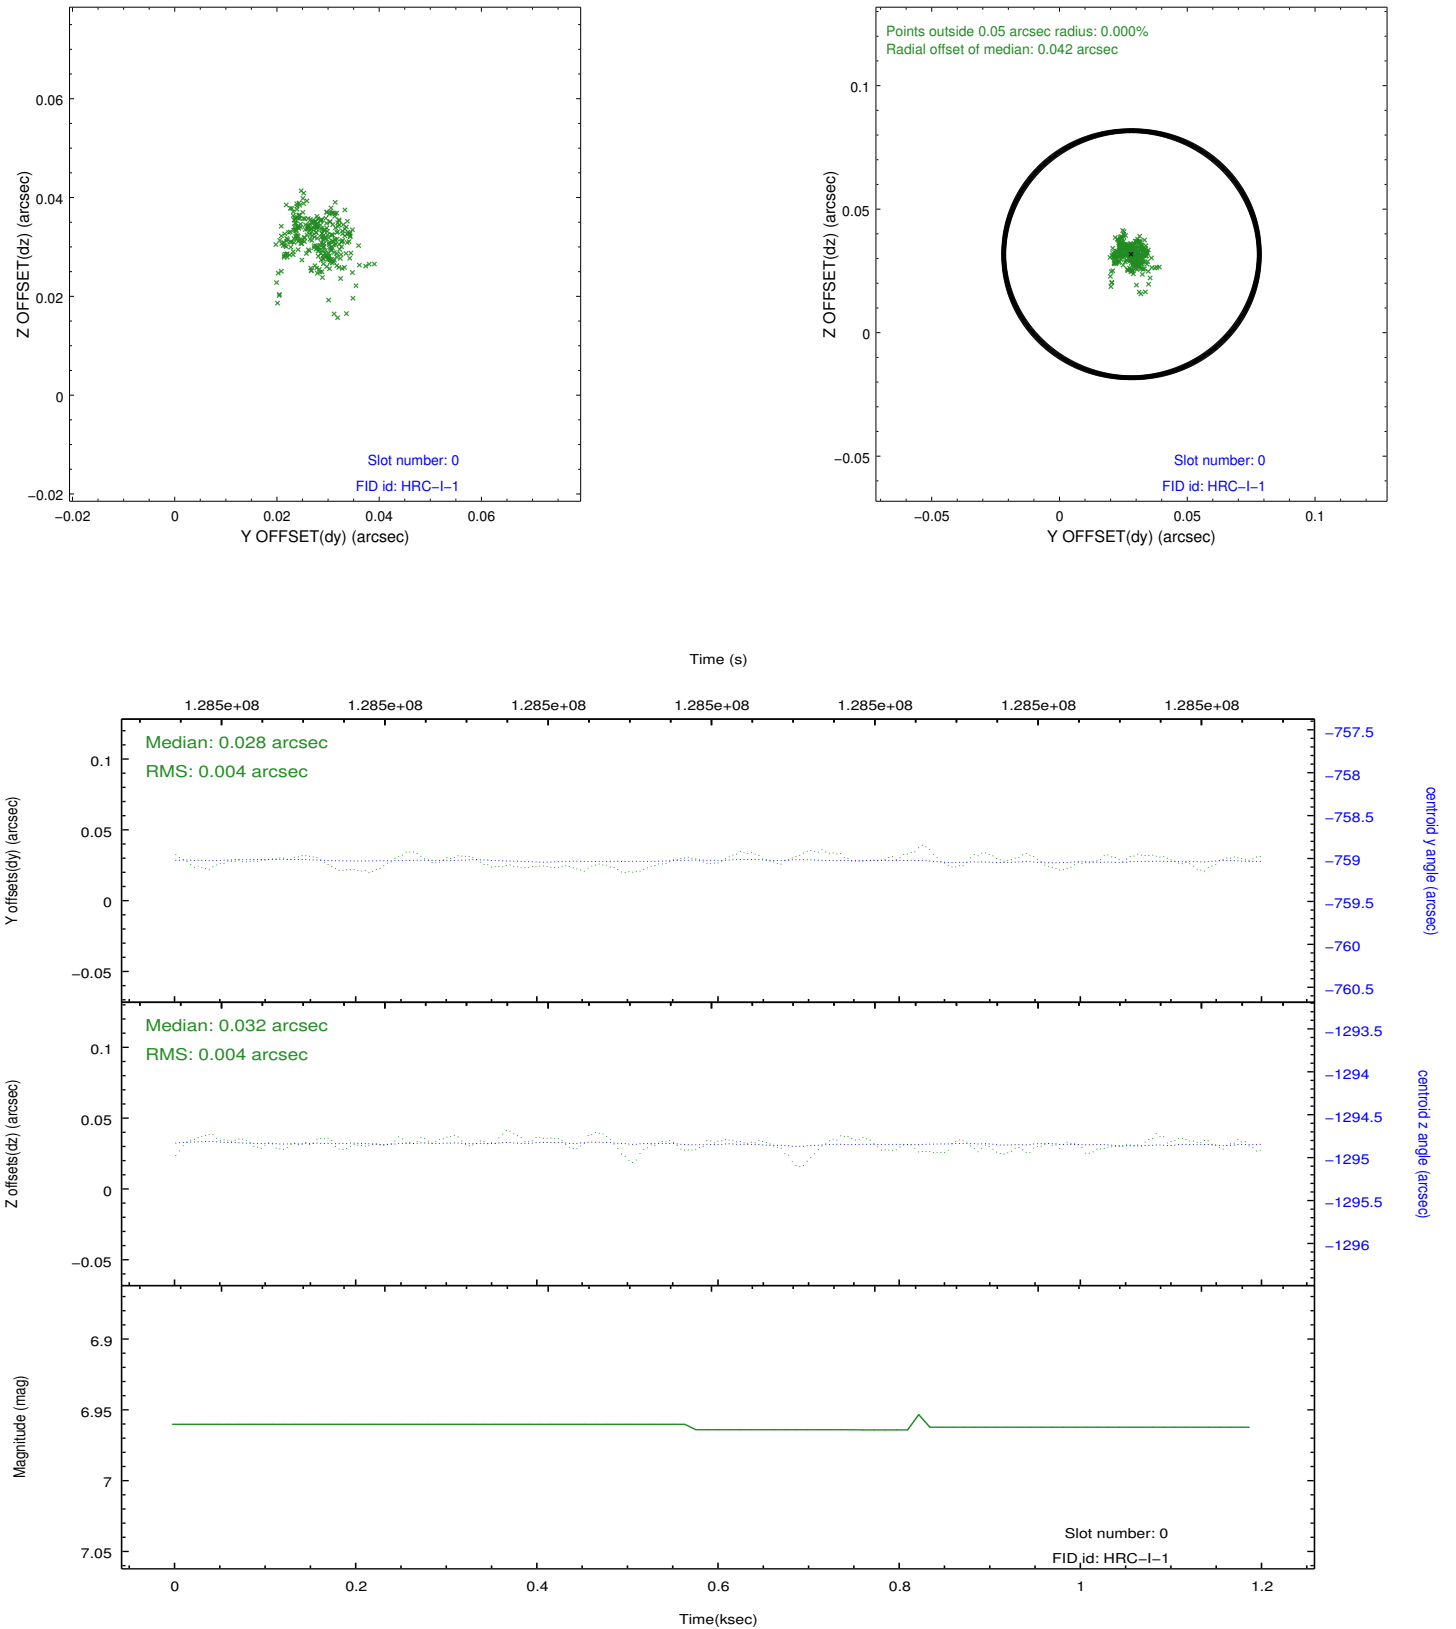 0.06
0.04
0.02
0
−0.02
Z OFFSET(dz) (arcsec)
Slot number: 0
FID id: HRC−I−1
−0.02 0 0.02 0.04 0.06
Y OFFSET(dy) (arcsec)
Points outside 0.05 arcsec radius: 0.000%
Radial offset of median: 0.042 arcsec
0.1
0.05
0
−0.05
Z OFFSET(dz) (arcsec)
Slot number: 0
FID id: HRC−I−1
−0.05 0 0.05 0.1
Y OFFSET(dy) (arcsec)
Time (s)
1.285e+08 1.285e+08 1.285e+08 1.285e+08 1.285e+08 1.285e+08 1.285e+08
Median: 0.028 arcsec
RMS: 0.004 arcsec
0.1
0.05
0
−0.05
Y offsets(dy) (arcsec)
−757.5
−758
−758.5
−759
−759.5
−760
−760.5
centroid y angle (arcsec)
Median: 0.032 arcsec
RMS: 0.004 arcsec
0.1
0.05
0
−0.05
Z offsets(dz) (arcsec)
−1293.5
−1294
−1294.5
−1295
−1295.5
−1296
centroid z angle (arcsec)
6.9
6.95
7
7.05
Magnitude (mag)
Slot number: 0
FID id: HRC−I−1
0 0.2 0.4 0.6 0.8 1 1.2
Time(ksec)